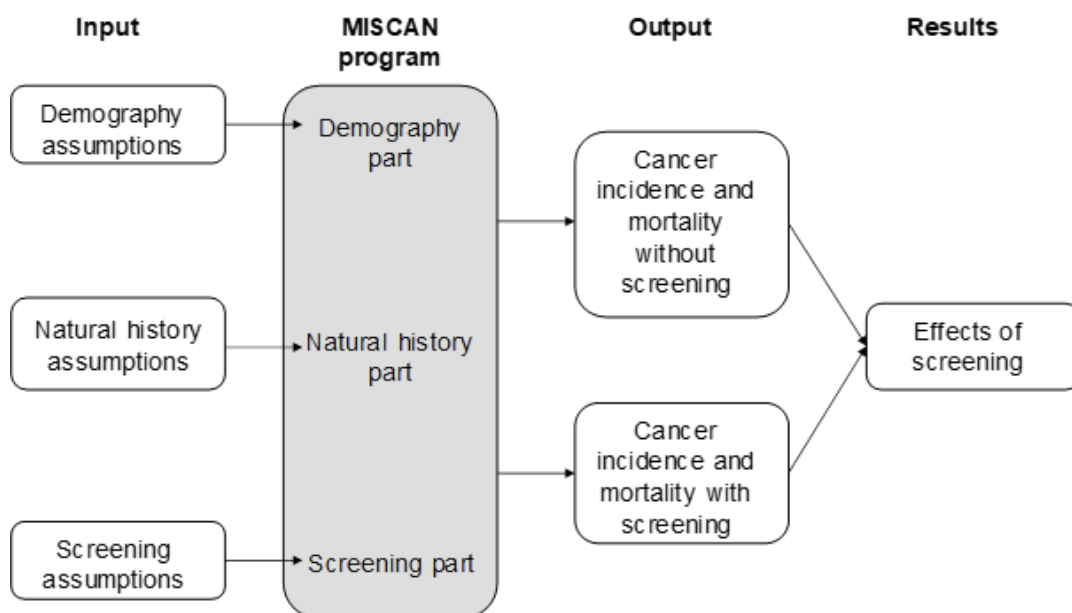 Input
MISCAN
program
Output
Results
Demography
assumptions
Natural history
assumptions
Screening
assumptions
Demography
part
Natural history
part
Screening part
Cancer
incidence and
mortality
without
screening
Cancer
incidence and
mortality with
screening
Effects of
screening